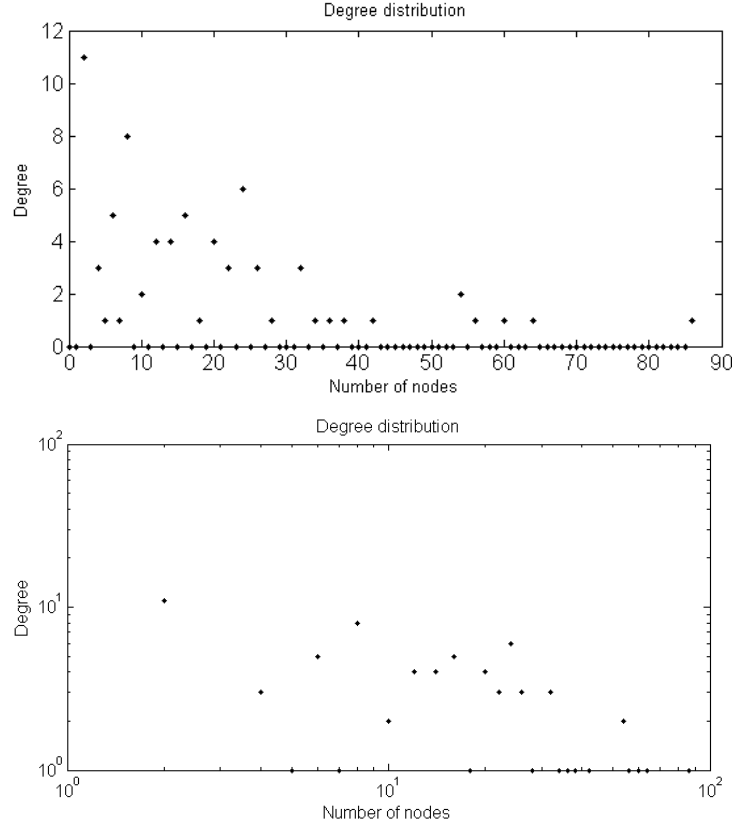 Degree distribution
12
10
8
6
4
2
0
Degree
0 10 20 30 40 50 60 70 80 90
Number of nodes
Degree distribution
10^2
10^1
10^0
Degree
10^0 10^1 10^2
Number of nodes